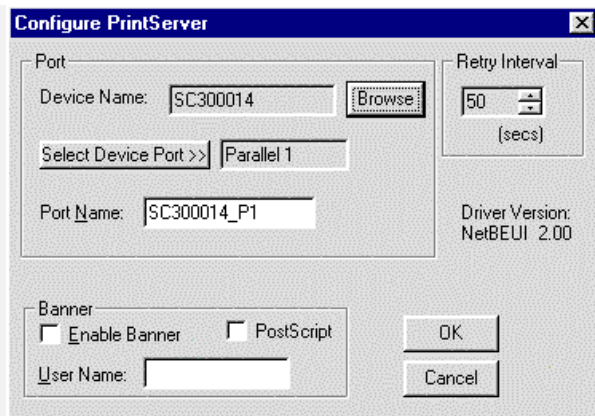 Configure PrintServer
Port
Device Name: SC300014 Browse
Select Device Port >> Parallel 1
Port Name: SC300014_P1
Retry Interval
50
(secs)
Driver Version:
NetBEUI 2.00
Banner
Enable Banner PostScript
User Name:
OK
Cancel